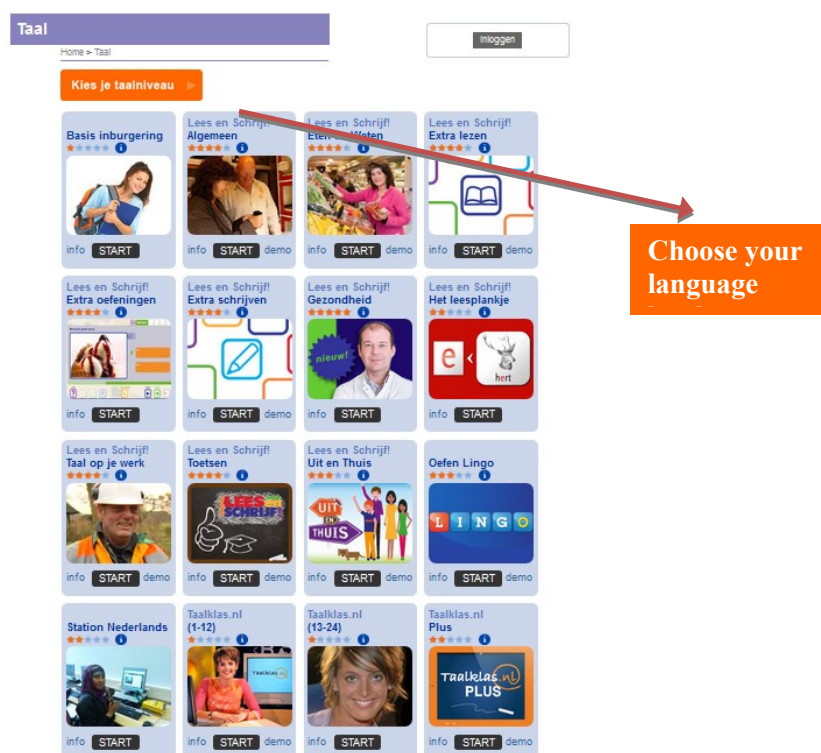 Taal
inloggen
Home > Taal
Kies je taalniveau
Basis inburgering
Lees en Schrijf!
Algemeen
Lees en Schrijf!
Eten en Weten
Lees en Schrijf!
Extra lezen
info START
info START demo
info START demo
info START demo
Choose your
language
Lees en Schrijf!
Extra oefeningen
Lees en Schrijf!
Extra schrijven
Lees en Schrijf!
Gezondheid
Lees en Schrijf!
Het leesplankje
nieuw!
e
hert
info START
info START demo
info START
info START
Lees en Schrijf!
Taal op je werk
Lees en Schrijf!
Toetsen
Lees en Schrijf!
Uit en Thuis
Oefen Lingo
LEES en
SCHRIJF!
UIT
EN
THUIS
LINGO
info START demo
info START demo
info START demo
info START demo
Station Nederlands
Taalklas.nl
(1-12)
Taalklas.nl
(13-24)
Taalklas.nl
Plus
Taalklas.nl
PLUS
info START
info START demo
info START
info START demo